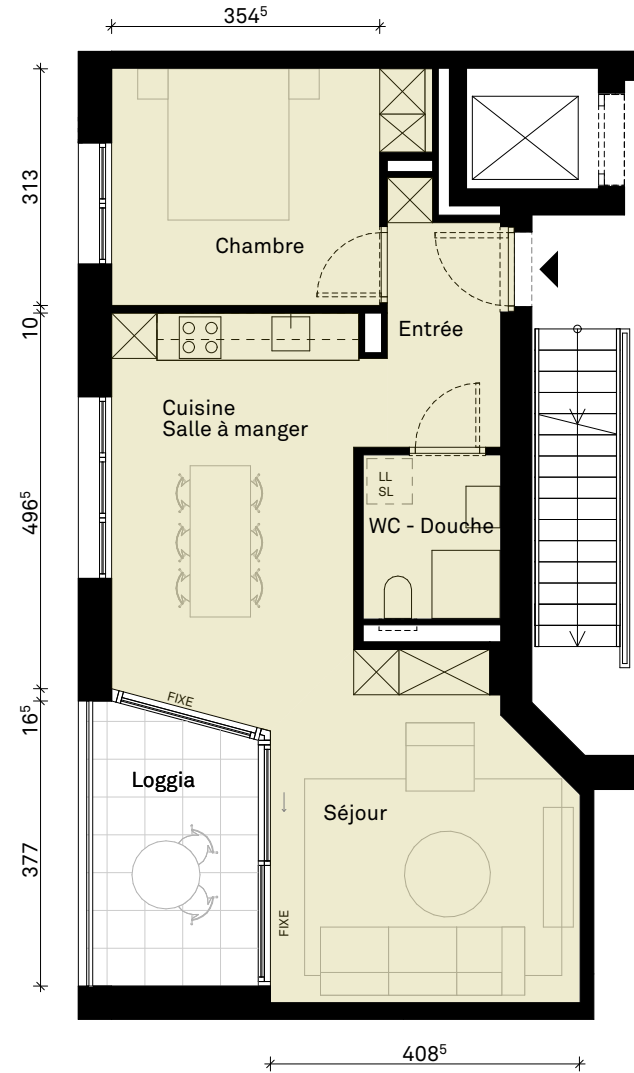 354⁵
313
Chambre
10
Entrée
Cuisine
Salle à manger
LL
SL
496⁵
WC - Douche
FIXE
16⁵
Loggia
Séjour
377
FIXE
408⁵